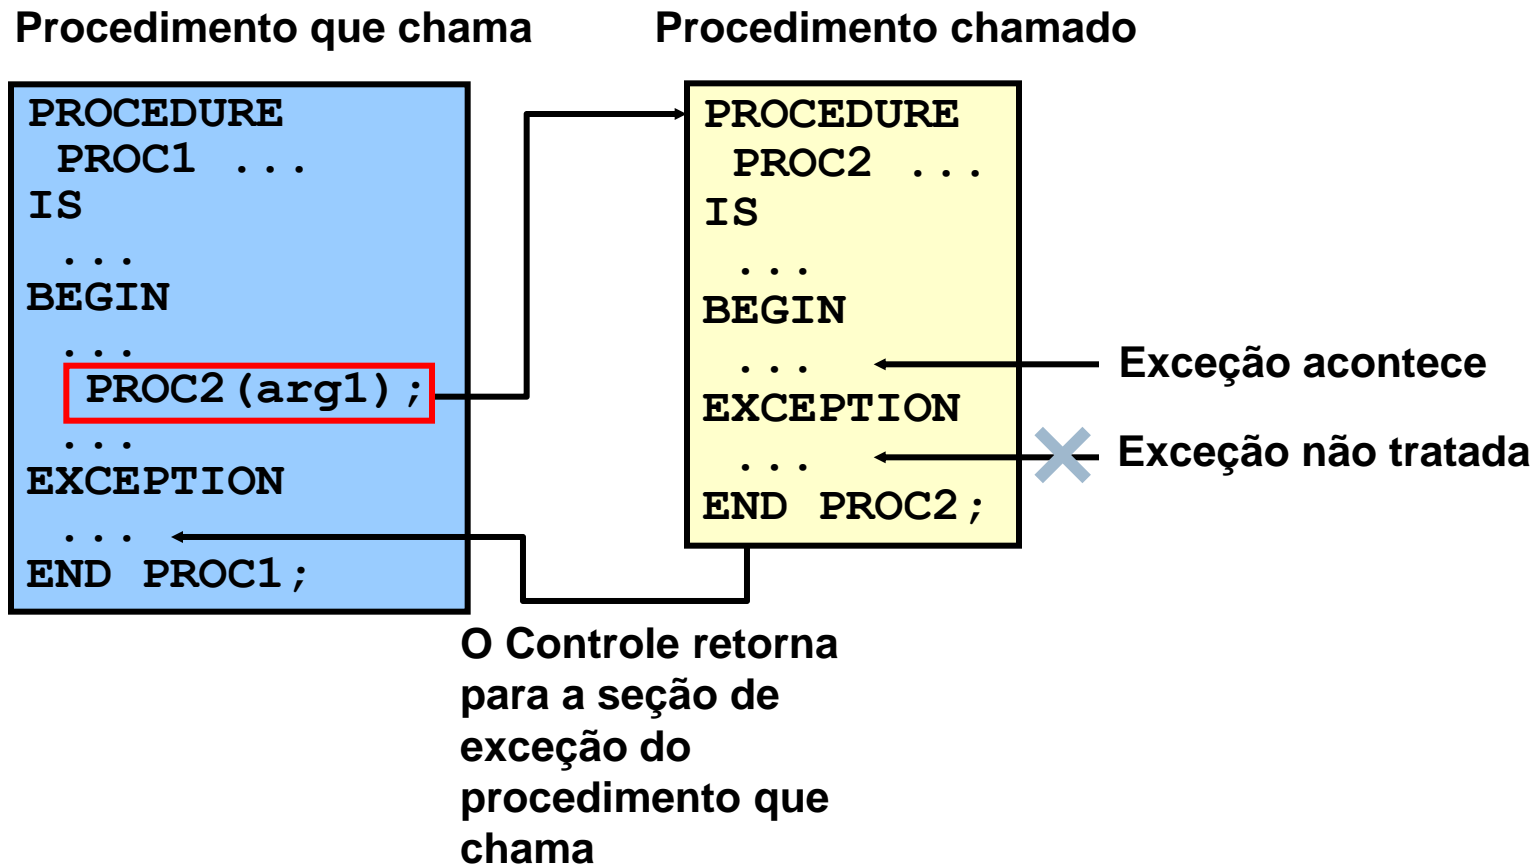 Procedimento que chama
Procedimento chamado
PROCEDURE
PROC1 ...
IS
...
BEGIN
...
PROC2(arg1);
...
EXCEPTION
...
END PROC1;
PROCEDURE
PROC2 ...
IS
...
BEGIN
...
EXCEPTION
...
END PROC2;
Exceção acontece
Exceção não tratada
O Controle retorna
para a seção de
exceção do
procedimento que
chama